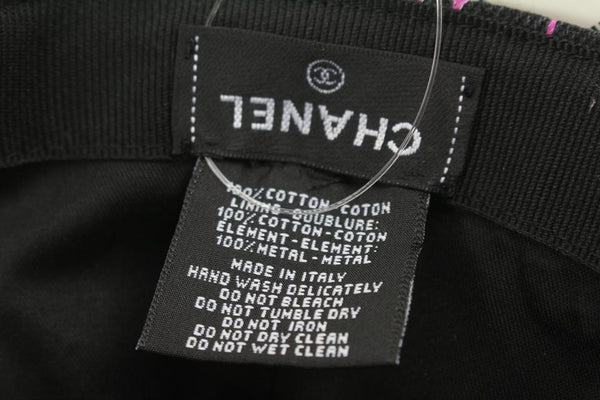 CHANEL
100% COTTON-COTON
LINING-DOUBLURE:
100% COTTON-COTON
ELEMENT-ELEMENT:
100% METAL-METAL
MADE IN ITALY
HAND WASH DELICATELY
DO NOT BLEACH
DO NOT TUMBLE DRY
DO NOT IRON
DO NOT DRY CLEAN
DO NOT WET CLEAN